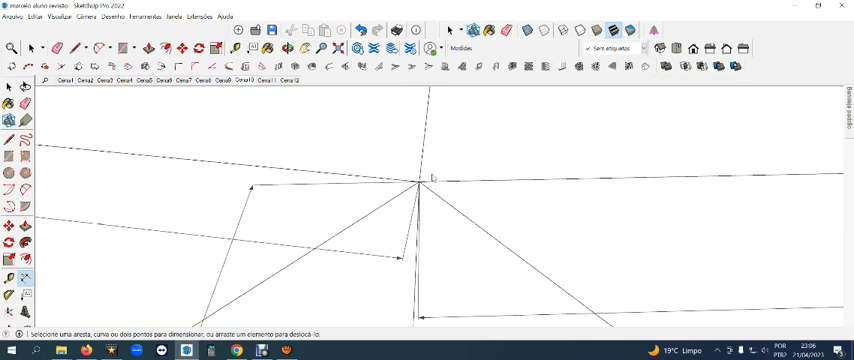 marcelo aluno revisão - SketchUp Pro 2022
Arquivo Editar Visualizar Câmera Desenho Ferramentas Janela Extensões Ajuda
Medidas
Sem etiquetas
Cena1 Cena2 Cena3 Cena4 Cena5 Cena6 Cena7 Cena8 Cena9 Cena10 Cena11 Cena12
Bandeja padrão
Selecione uma aresta, curva ou dois pontos para dimensionar, ou arraste um elemento para deslocá-lo.
19°C Limpo
POR
PTB2
23:06
21/04/2023